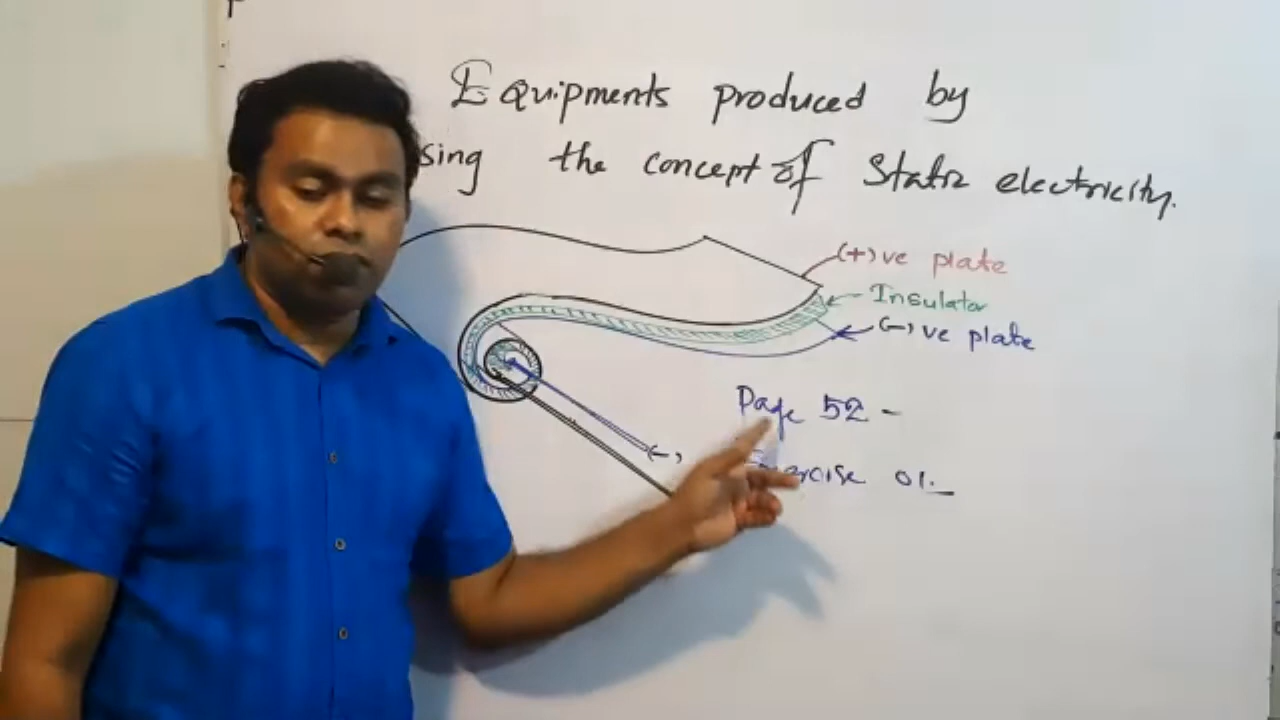 Equipments produced by
sing the concept of Static electricity.
(+)ve plate
Insulator
(-)ve plate
Page 52 -
(-)
ercise 01.